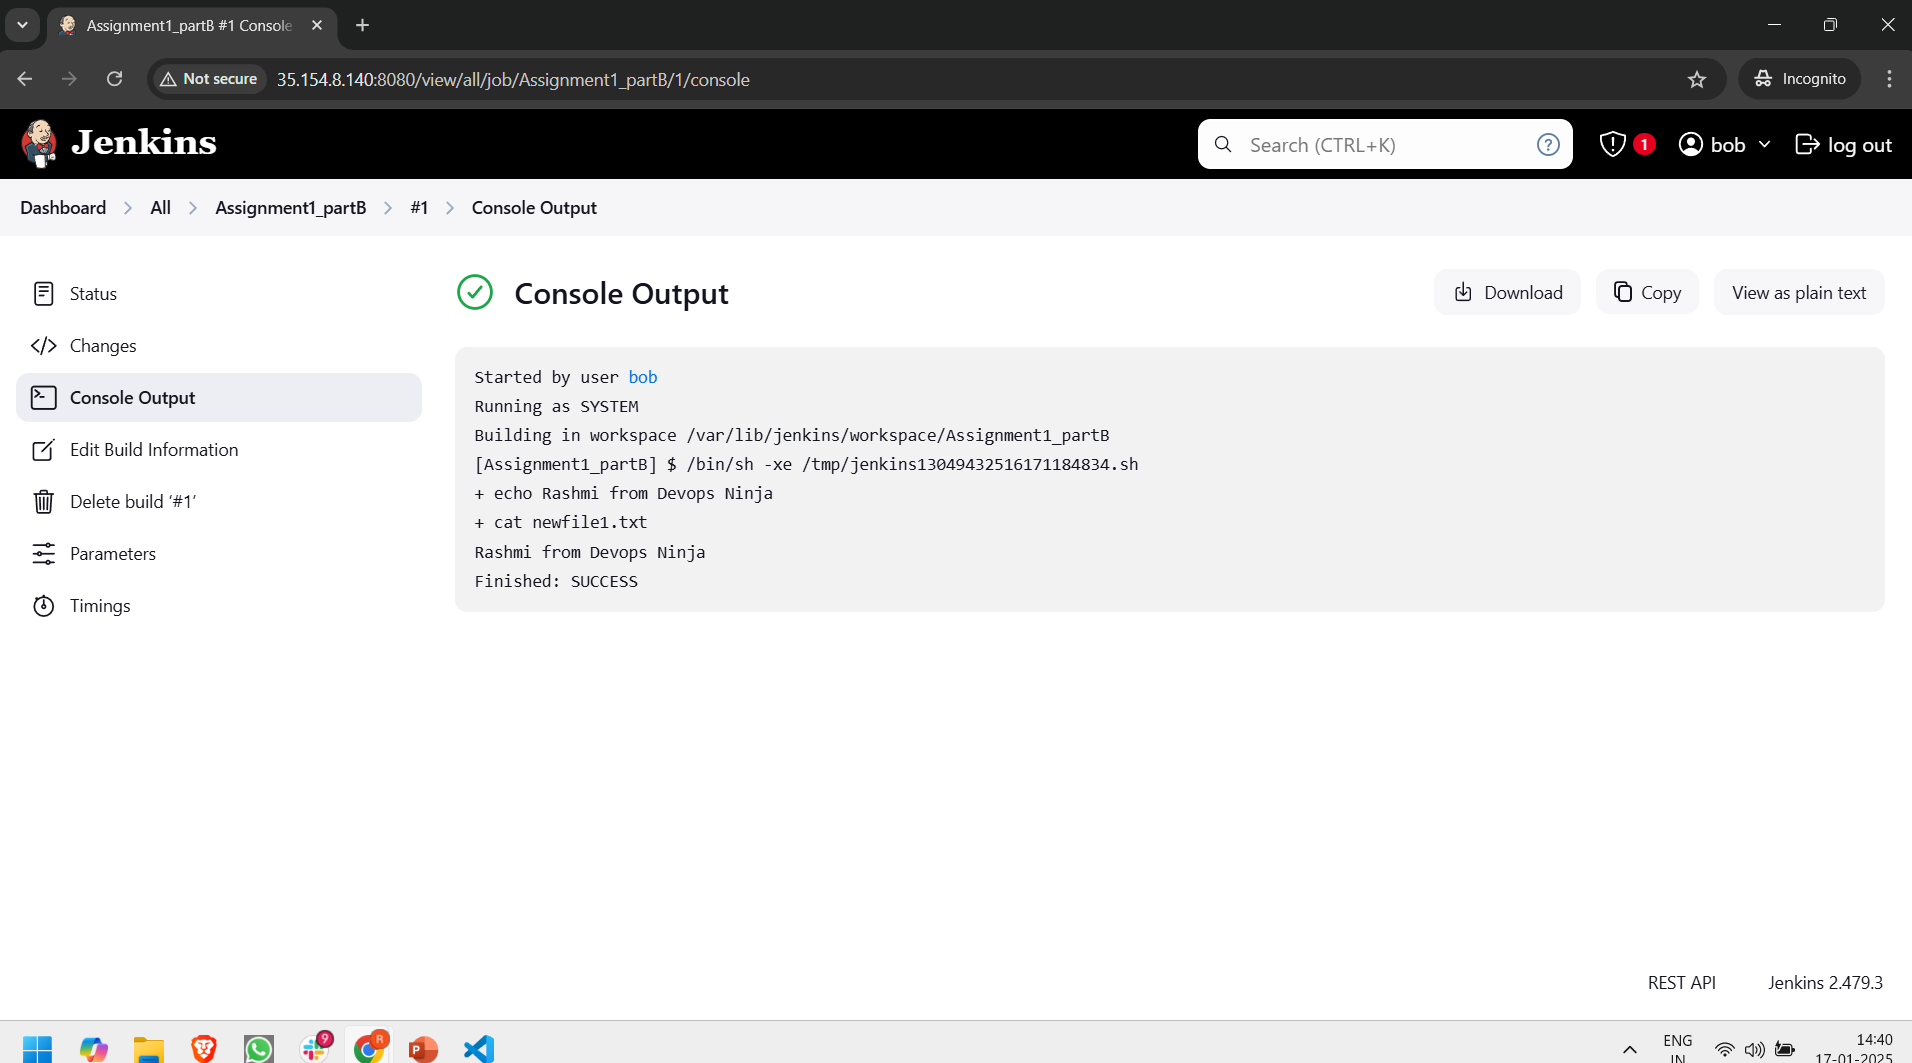 Assignment1_partB #1 Console
Not secure
35.154.8.140:8080/view/all/job/Assignment1_partB/1/console
Incognito
Jenkins
Search (CTRL+K)
?
1
bob
log out
Dashboard
All
Assignment1_partB
#1
Console Output
Status
Changes
Console Output
Edit Build Information
Delete build ‘#1’
Parameters
Timings
Console Output
Download
Copy
View as plain text
Started by user bob
Running as SYSTEM
Building in workspace /var/lib/jenkins/workspace/Assignment1_partB
[Assignment1_partB] $ /bin/sh -xe /tmp/jenkins13049432516171184834.sh
+ echo Rashmi from Devops Ninja
+ cat newfile1.txt
Rashmi from Devops Ninja
Finished: SUCCESS
REST API
Jenkins 2.479.3
9
R
P
ENG
IN
14:40
17-01-2025